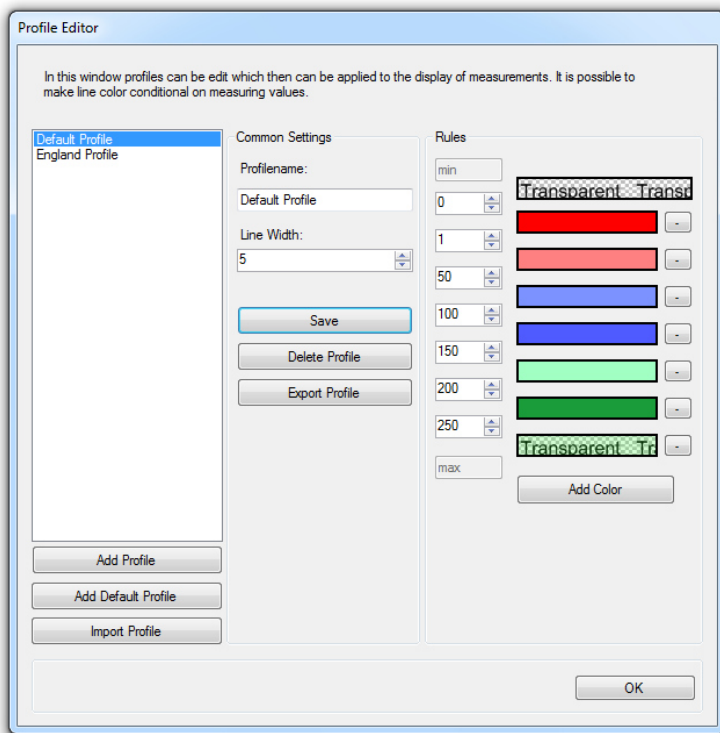 Profile Editor
In this window profiles can be edit which then can be applied to the display of measurements. It is possible to
make line color conditional on measuring values.
Default Profile
England Profile
Add Profile
Add Default Profile
Import Profile
Common Settings
Profilename:
Default Profile
Line Width:
5
Save
Delete Profile
Export Profile
Rules
min
Transparent Transp
0
-
1
-
50
-
100
-
150
-
200
-
250
Transparent Tr
-
max
Add Color
OK